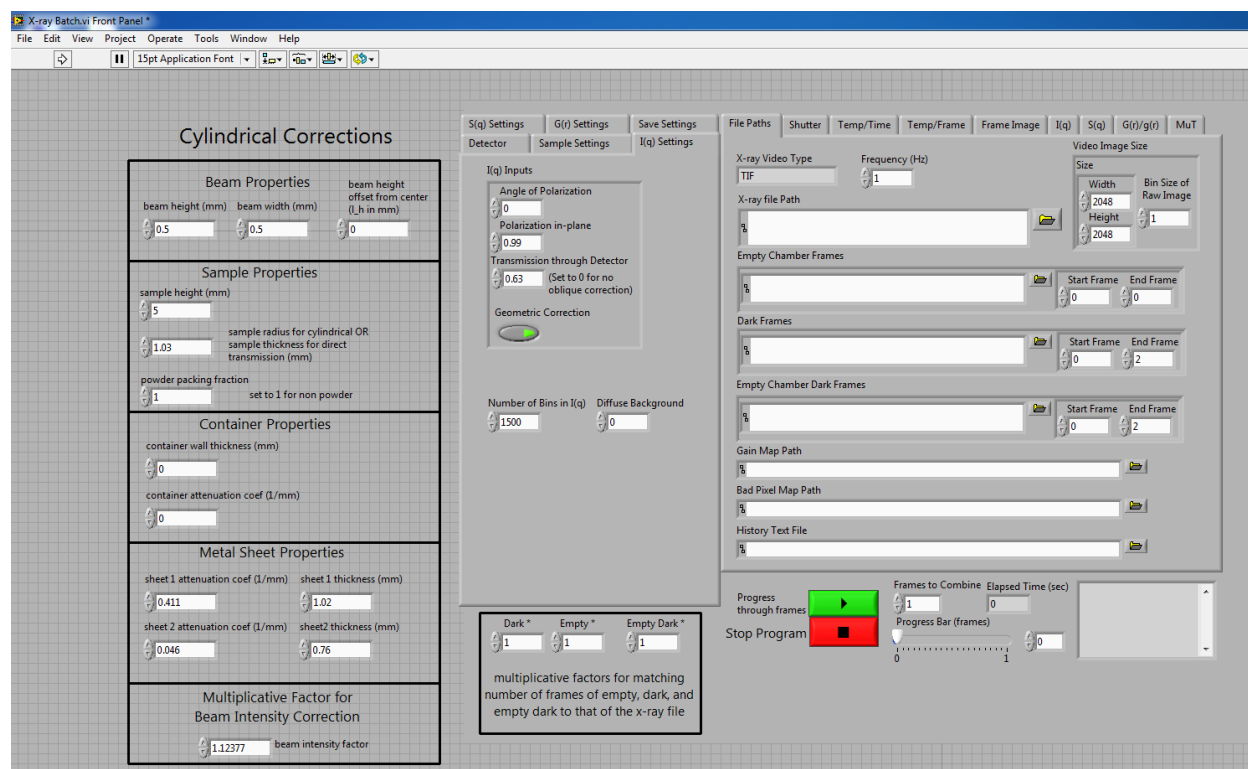 X-ray Batch.vi Front Panel *
File Edit View Project Operate Tools Window Help
15pt Application Font
Cylindrical Corrections
Beam Properties
beam height (mm)
0.5
beam width (mm)
0.5
beam height
offset from center
(l_h in mm)
0
Sample Properties
sample height (mm)
5
1.03
sample radius for cylindrical OR
sample thickness for direct
transmission (mm)
powder packing fraction
1
set to 1 for non powder
Container Properties
container wall thickness (mm)
0
container attenuation coef (1/mm)
0
Metal Sheet Properties
sheet 1 attenuation coef (1/mm)
0.411
sheet 1 thickness (mm)
1.02
sheet 2 attenuation coef (1/mm)
0.046
sheet2 thickness (mm)
0.76
Multiplicative Factor for
Beam Intensity Correction
1.12377
beam intensity factor
S(q) Settings G(r) Settings Save Settings
Detector Sample Settings I(q) Settings
I(q) Inputs
Angle of Polarization
0
Polarization in-plane
0.99
Transmission through Detector
0.63
(Set to 0 for no
oblique correction)
Geometric Correction
Number of Bins in I(q)
1500
Diffuse Background
0
Dark * Empty * Empty Dark *
1 1 1
multiplicative factors for matching
number of frames of empty, dark, and
empty dark to that of the x-ray file
File Paths Shutter Temp/Time Temp/Frame Frame Image I(q) S(q) G(r)/g(r) MuT
X-ray Video Type
TIF
Frequency (Hz)
1
Video Image Size
Size
Width
2048
Height
2048
Bin Size of
Raw Image
1
X-ray file Path
Empty Chamber Frames
Start Frame End Frame
0 0
Dark Frames
Start Frame End Frame
0 2
Empty Chamber Dark Frames
Start Frame End Frame
0 2
Gain Map Path
Bad Pixel Map Path
History Text File
Progress
through frames
Stop Program
Frames to Combine
1
Elapsed Time (sec)
0
Progress Bar (frames)
0
0 1